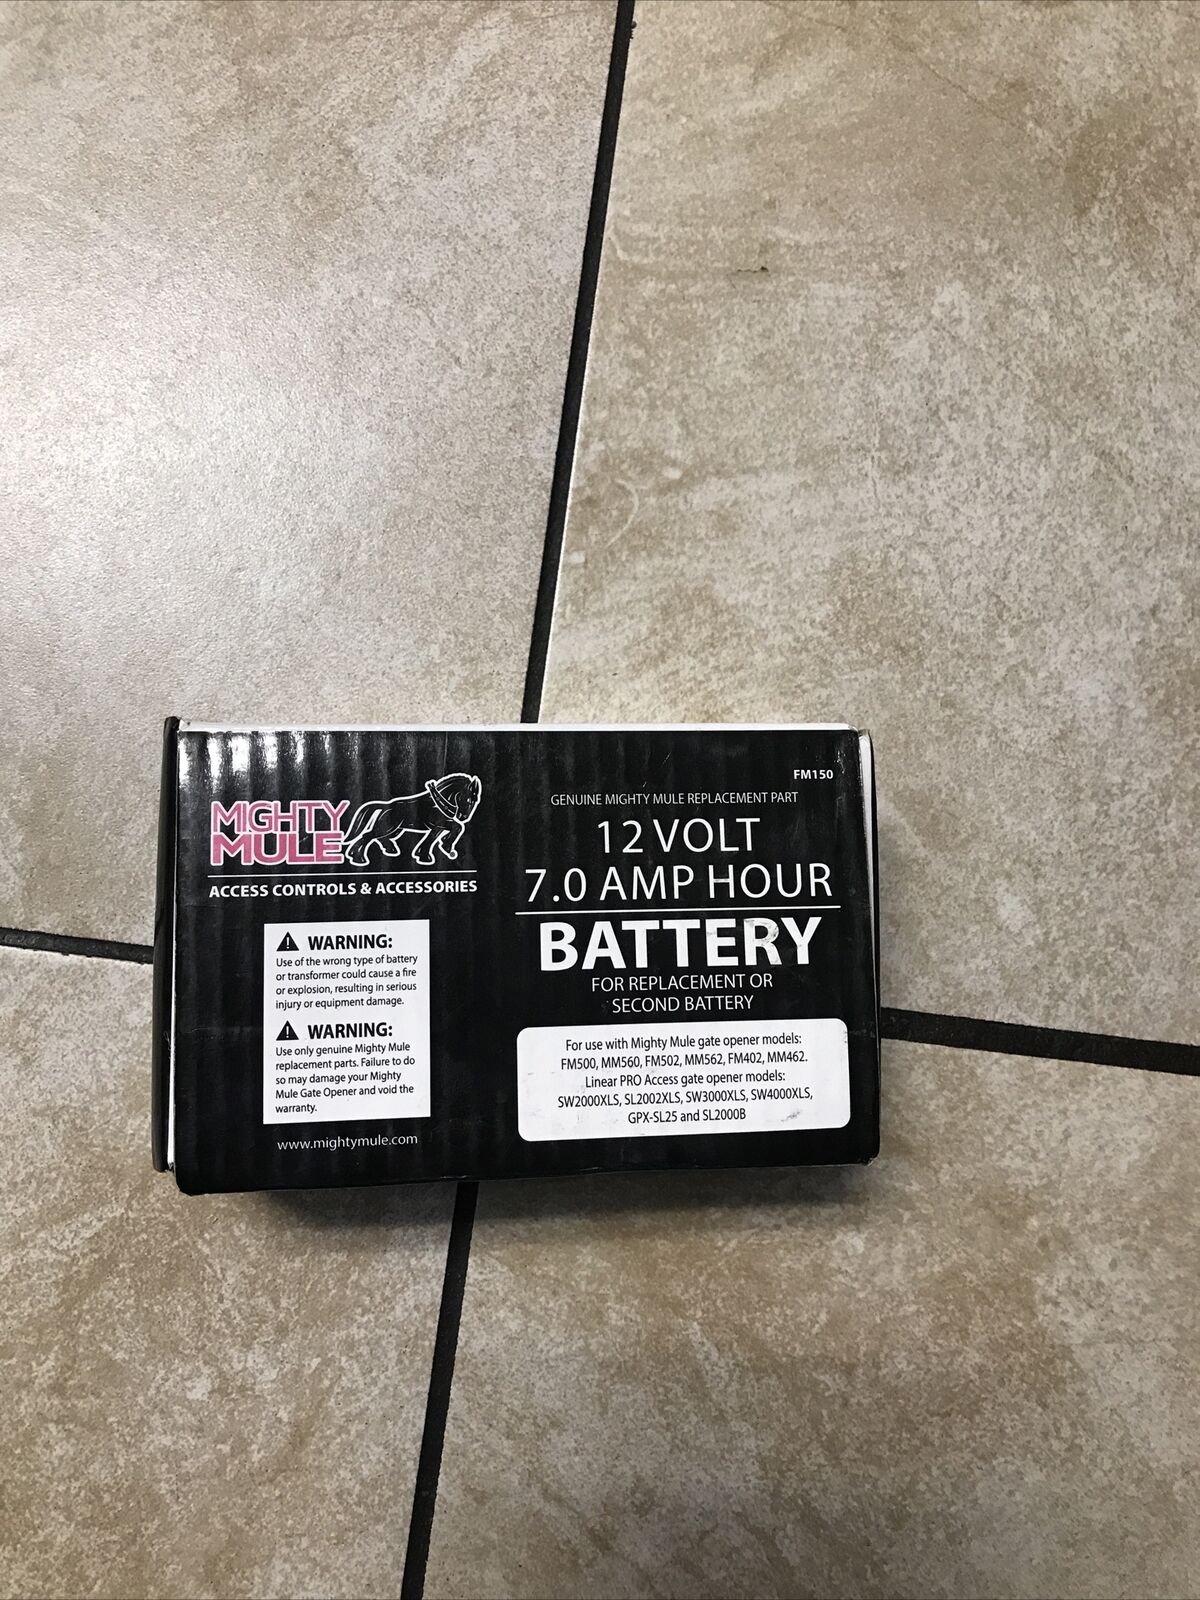 FM150
MIGHTY
MULE
ACCESS CONTROLS & ACCESSORIES
WARNING:
Use of the wrong type of battery
or transformer could cause a fire
or explosion, resulting in serious
injury or equipment damage.
WARNING:
Use only genuine Mighty Mule
replacement parts. Failure to do
so may damage your Mighty
Mule Gate Opener and void the
warranty.
www.mightymule.com
GENUINE MIGHTY MULE REPLACEMENT PART
12 VOLT
7.0 AMP HOUR
BATTERY
FOR REPLACEMENT OR
SECOND BATTERY
For use with Mighty Mule gate opener models:
FM500, MM560, FM502, MM562, FM402, MM462.
Linear PRO Access gate opener models:
SW2000XLS, SL2002XLS, SW3000XLS, SW4000XLS,
GPX-SL25 and SL2000B